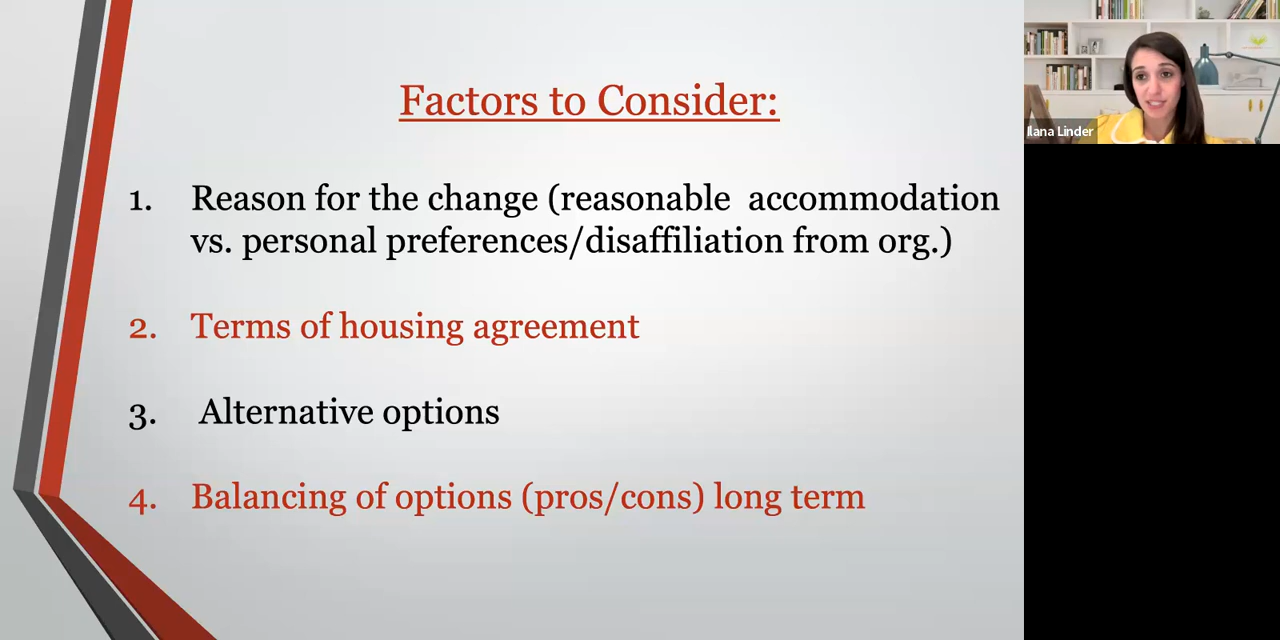 Factors to Consider:
1. Reason for the change (reasonable accommodation
vs. personal preferences/disaffiliation from org.)
2. Terms of housing agreement
3. Alternative options
4. Balancing of options (pros/cons) long term
Ilana Linder